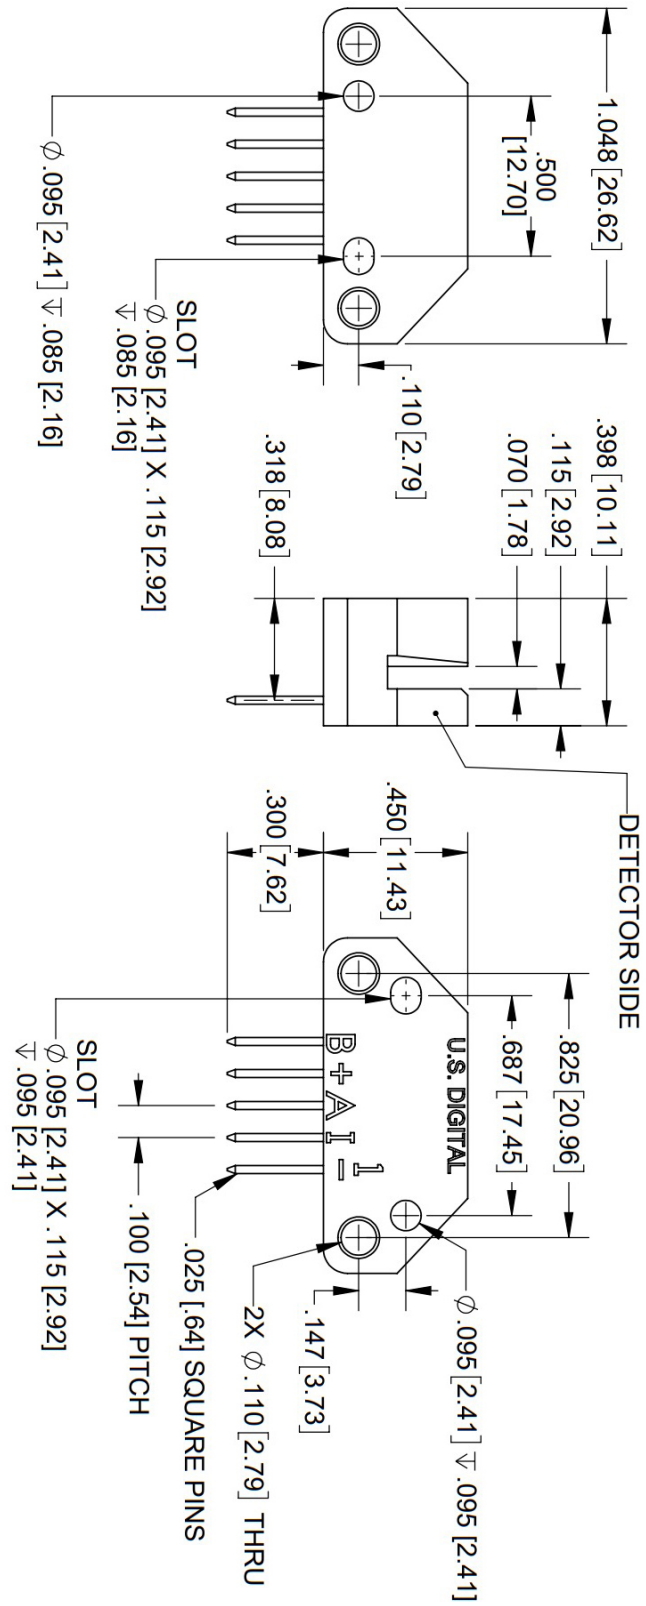 1.048 [26.62]
.500
[12.70]
.110 [2.79]
SLOT
∅ .095 [2.41] X .115 [2.92]
↧ .085 [2.16]
∅ .095 [2.41] ↧ .085 [2.16]
.398 [10.11]
.115 [2.92]
.070 [1.78]
.318 [8.08]
DETECTOR SIDE
.450 [11.43]
.300 [7.62]
.825 [20.96]
.687 [17.45]
∅ .095 [2.41] ↧ .095 [2.41]
U.S. DIGITAL
1
B + A I -
.147 [3.73]
2X ∅ .110 [2.79] THRU
.025 [.64] SQUARE PINS
.100 [2.54] PITCH
SLOT
∅ .095 [2.41] X .115 [2.92]
↧ .095 [2.41]